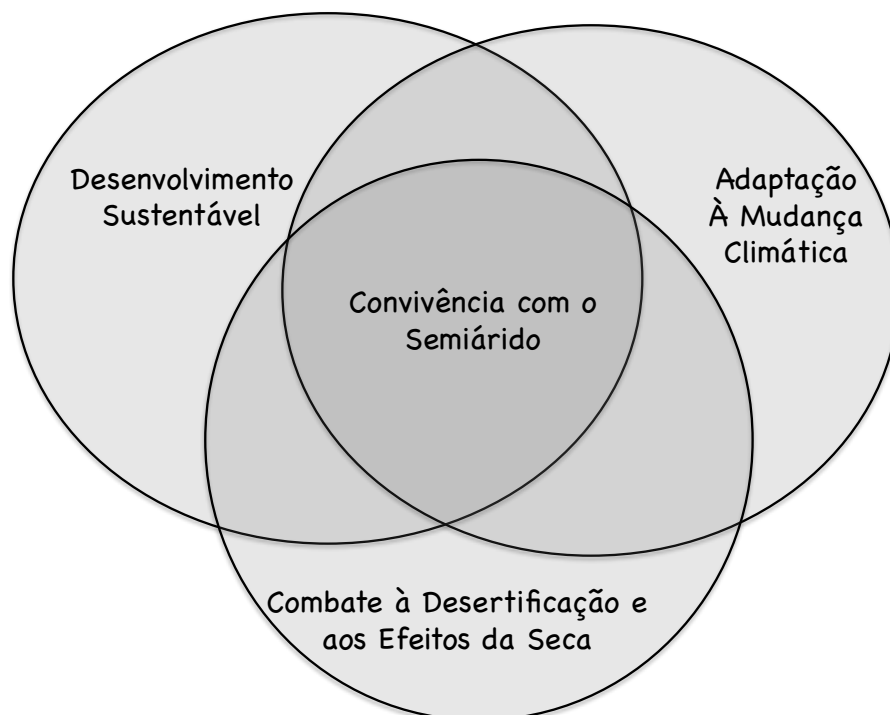 Desenvolvimento
Sustentável
Adaptação
À Mudança
Climática
Convivência com o
Semiárido
Combate à Desertificação e
aos Efeitos da Seca